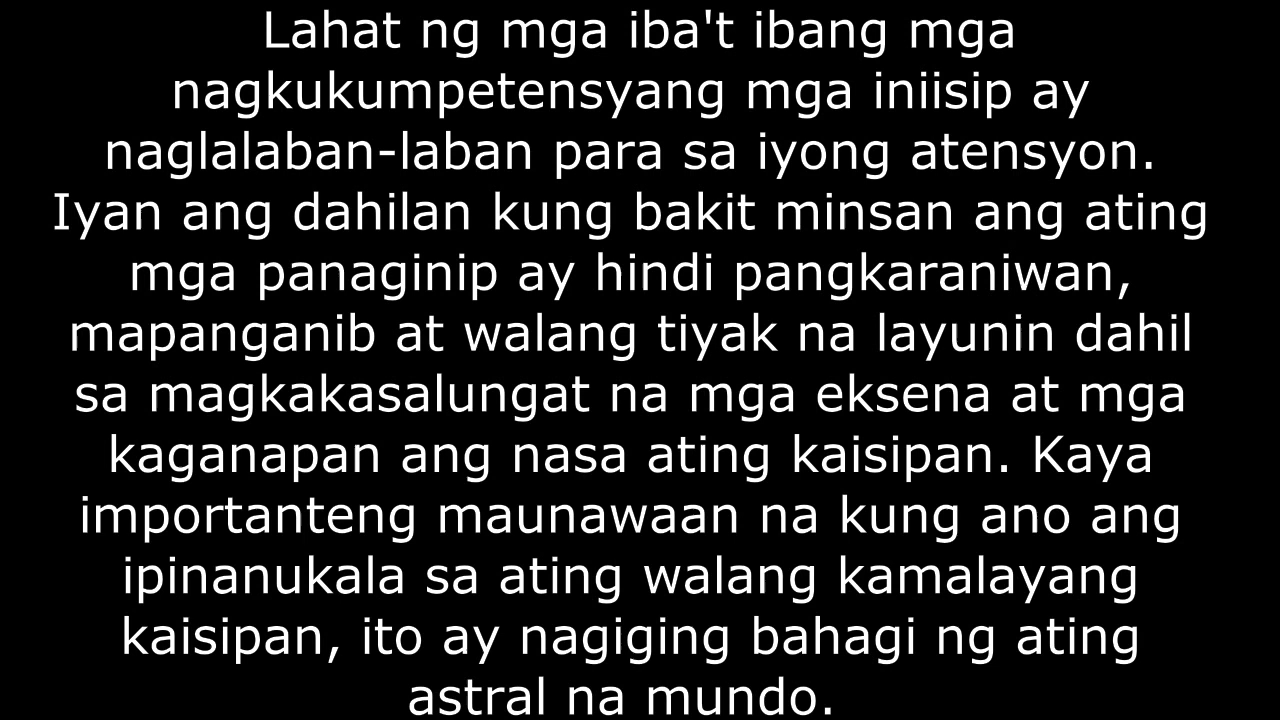 Lahat ng mga iba't ibang mga
nagkukumpetensyang mga iniisip ay
naglalaban-laban para sa iyong atensyon.
Iyan ang dahilan kung bakit minsan ang ating
mga panaginip ay hindi pangkaraniwan,
mapanganib at walang tiyak na layunin dahil
sa magkakasalungat na mga eksena at mga
kaganapan ang nasa ating kaisipan. Kaya
importanteng maunawaan na kung ano ang
ipinanukala sa ating walang kamalayang
kaisipan, ito ay nagiging bahagi ng ating
astral na mundo.